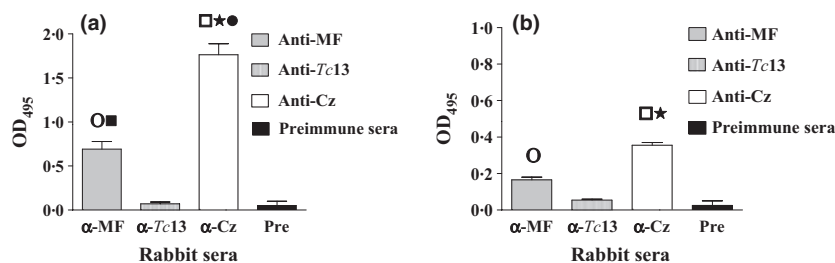 (a)
OD495
2·0
1·5
1·0
0·5
0·0
α-MF α-Tc13 α-Cz Pre
Rabbit sera
Anti-MF
Anti-Tc13
Anti-Cz
Preimmune sera
(b)
OD495
1·0
0·8
0·6
0·4
0·2
0·0
α-MF α-Tc13 α-Cz Pre
Rabbit sera
Anti-MF
Anti-Tc13
Anti-Cz
Preimmune sera